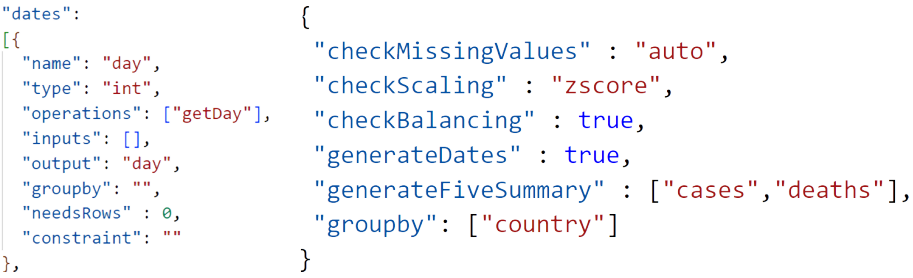 "dates":
[{
"name": "day",
"type": "int",
"operations": ["getDay"],
"inputs": [],
"output": "day",
"groupby": "",
"needsRows" : 0,
"constraint": ""
},
{
"checkMissingValues" : "auto",
"checkScaling" : "zscore",
"checkBalancing" : true,
"generateDates" : true,
"generateFiveSummary" : ["cases","deaths"],
"groupby": ["country"]
}